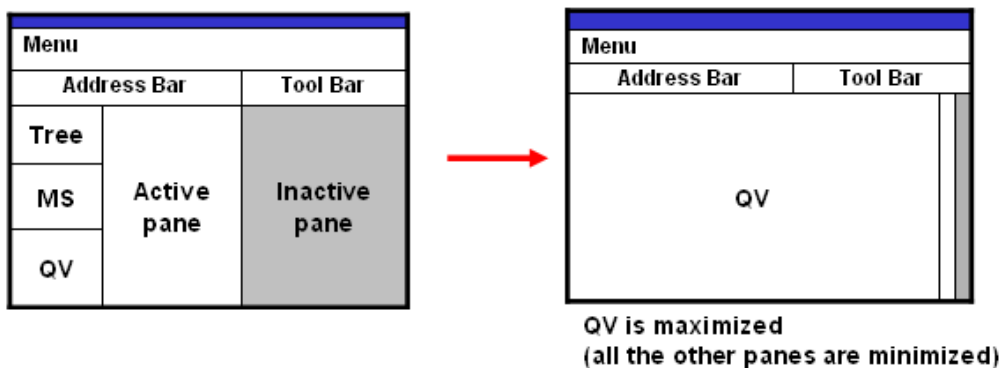 Menu
Address Bar Tool Bar
Tree
MS
QV
Active
pane
Inactive
pane
Menu
Address Bar Tool Bar
QV
QV is maximized
(all the other panes are minimized)